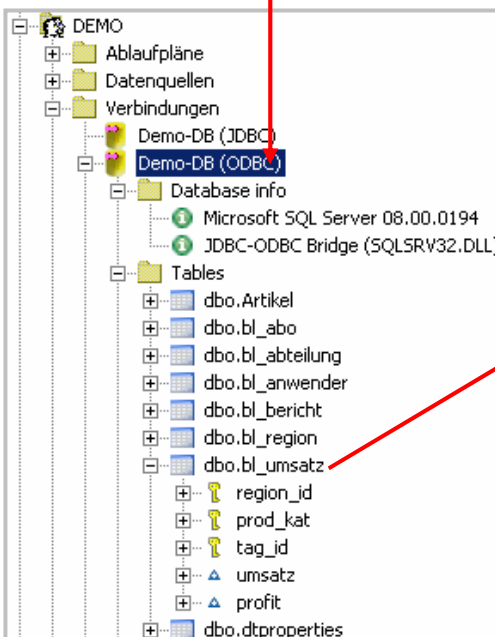 DEMO
Ablaufpläne
Datenquellen
Verbindungen
Demo-DB (JDBC)
Demo-DB (ODBC)
Database info
Microsoft SQL Server 08.00.0194
JDBC-ODBC Bridge (SQLSRV32.DLL)
Tables
dbo.Artikel
dbo.bl_abo
dbo.bl_abteilung
dbo.bl_anwender
dbo.bl_bericht
dbo.bl_region
dbo.bl_umsatz
region_id
prod_kat
tag_id
umsatz
profit
dbo.dtproperties